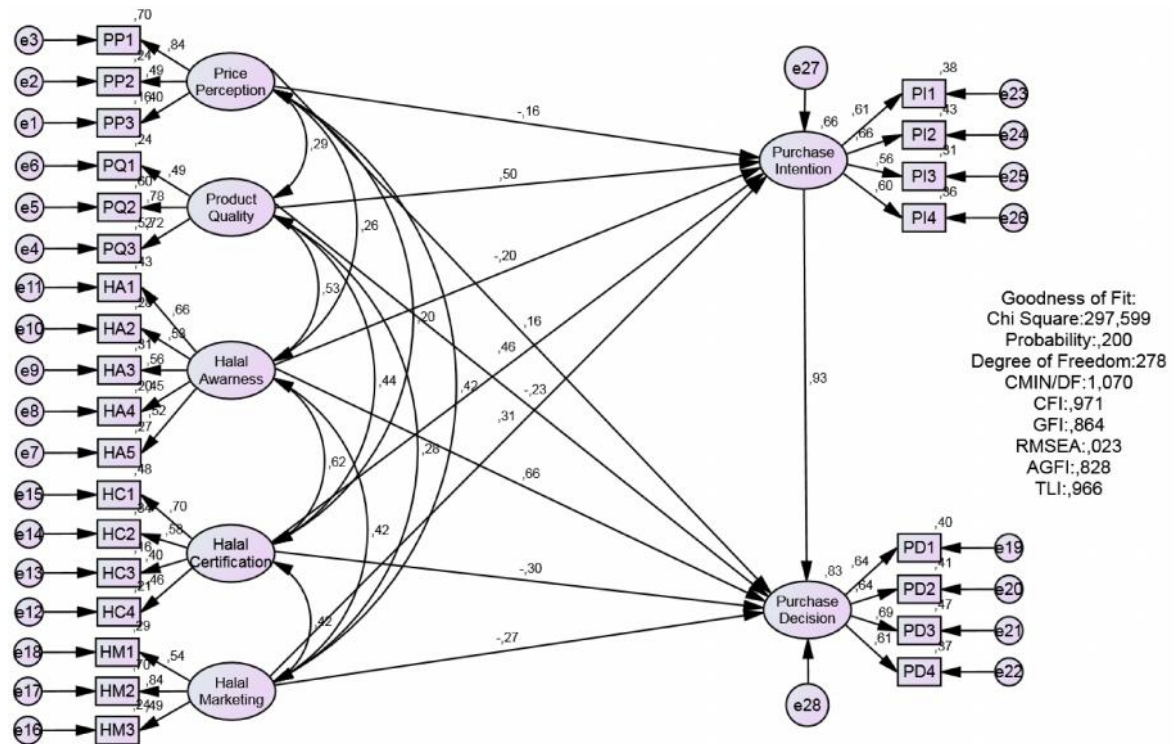 ,70
e3 PP1 ,84
,24
e2 PP2 ,49
Price
Perception
,16 ,40
e1 PP3
,24
e6 PQ1 ,49
,60
e5 PQ2 ,78
Product
Quality
,52 ,72
e4 PQ3
,43
e11 HA1 ,66
,28
e10 HA2 ,53
,31
e9 HA3 ,56
Halal
Awarness
,20 ,45
e8 HA4
,52
,27
e7 HA5
,48
e15 HC1 ,70
,34
e14 HC2 ,58
,16
e13 HC3 ,40
Halal
Certification
,21 ,46
e12 HC4
,29
e18 HM1 ,54
,70
e17 HM2 ,84
Halal
Marketing
,24 ,49
e16 HM3
,29
,26
,53
,20
,44
,42
,28
,62
,42
,42
-,16
,50
-,20
,46
,31
,16
-,23
,66
-,30
-,27
,93
e27
,66
Purchase
Intention
,38
,61 PI1 e23
,43
,66 PI2 e24
,31
,56 PI3 e25
,36
,60 PI4 e26
Goodness of Fit:
Chi Square:297,599
Probability:,200
Degree of Freedom:278
CMIN/DF:1,070
CFI:,971
GFI:,864
RMSEA:,023
AGFI:,828
TLI:,966
,83
Purchase
Decision
e28
,40
,64 PD1 e19
,41
,64 PD2 e20
,47
,69 PD3 e21
,37
,61 PD4 e22